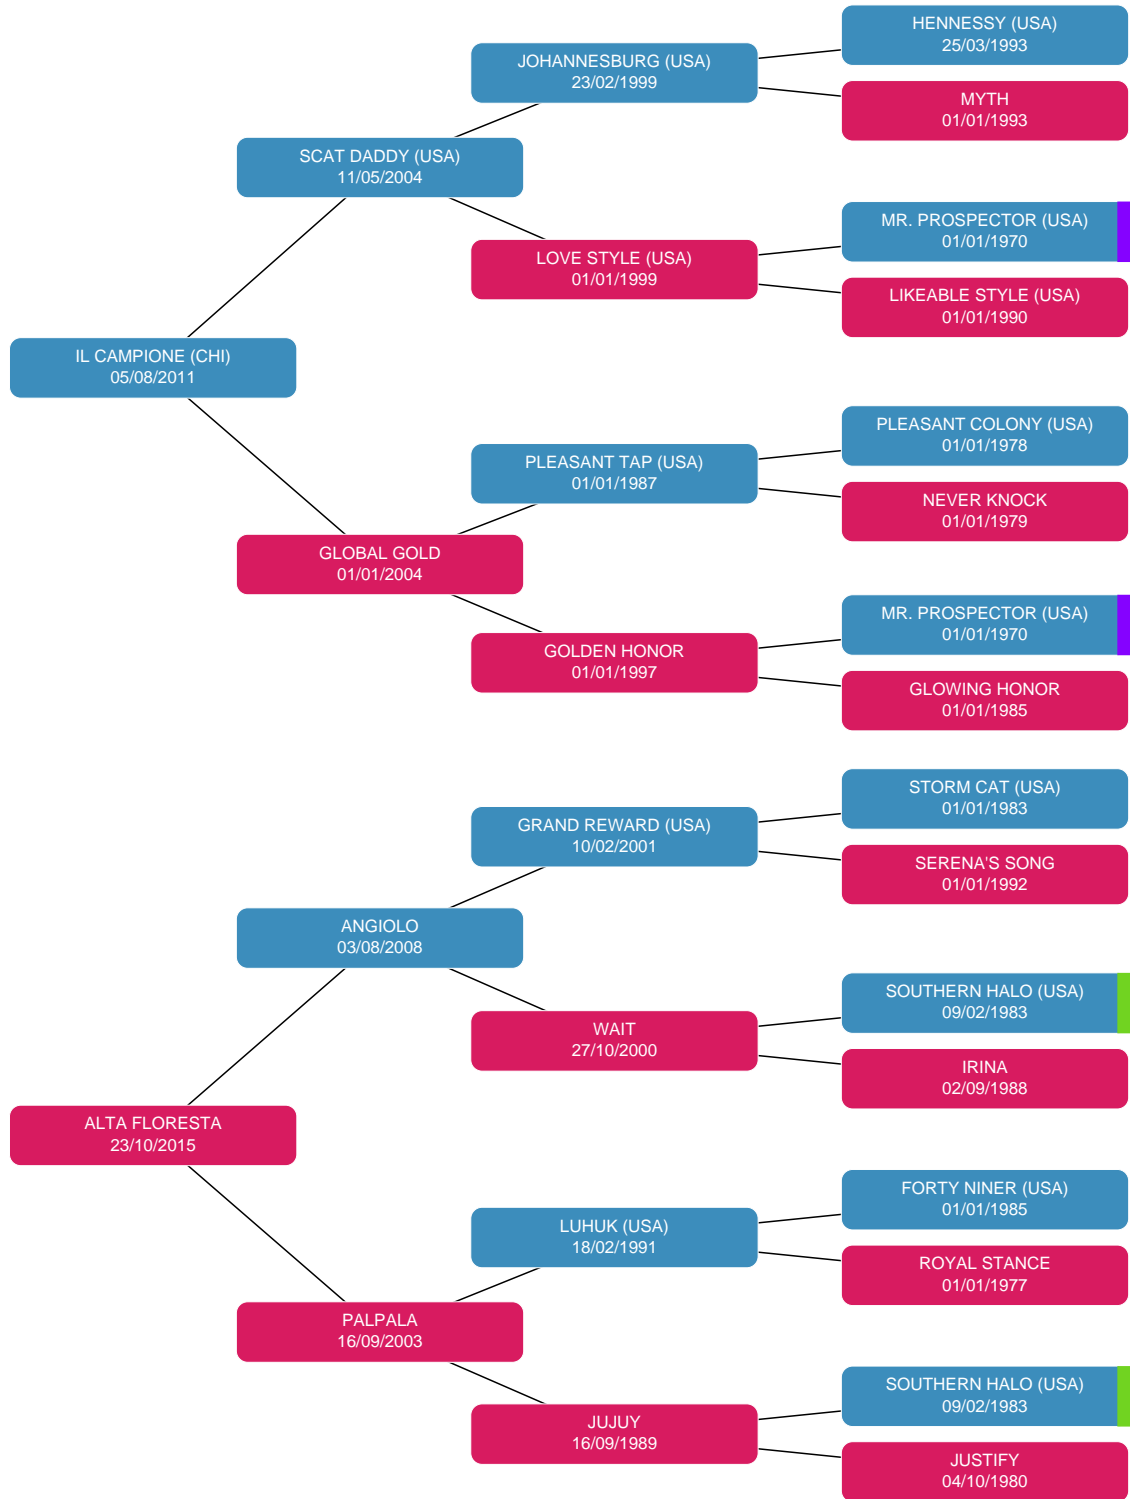 HENNESSY (USA)
25/03/1993
JOHANNESBURG (USA)
23/02/1999
MYTH
01/01/1993
SCAT DADDY (USA)
11/05/2004
MR. PROSPECTOR (USA)
01/01/1970
LOVE STYLE (USA)
01/01/1999
LIKEABLE STYLE (USA)
01/01/1990
IL CAMPIONE (CHI)
05/08/2011
PLEASANT COLONY (USA)
01/01/1978
PLEASANT TAP (USA)
01/01/1987
NEVER KNOCK
01/01/1979
GLOBAL GOLD
01/01/2004
MR. PROSPECTOR (USA)
01/01/1970
GOLDEN HONOR
01/01/1997
GLOWING HONOR
01/01/1985
STORM CAT (USA)
01/01/1983
GRAND REWARD (USA)
10/02/2001
SERENA'S SONG
01/01/1992
ANGIOLO
03/08/2008
SOUTHERN HALO (USA)
09/02/1983
WAIT
27/10/2000
IRINA
02/09/1988
ALTA FLORESTA
23/10/2015
FORTY NINER (USA)
01/01/1985
LUHUK (USA)
18/02/1991
ROYAL STANCE
01/01/1977
PALPALA
16/09/2003
SOUTHERN HALO (USA)
09/02/1983
JUJUY
16/09/1989
JUSTIFY
04/10/1980